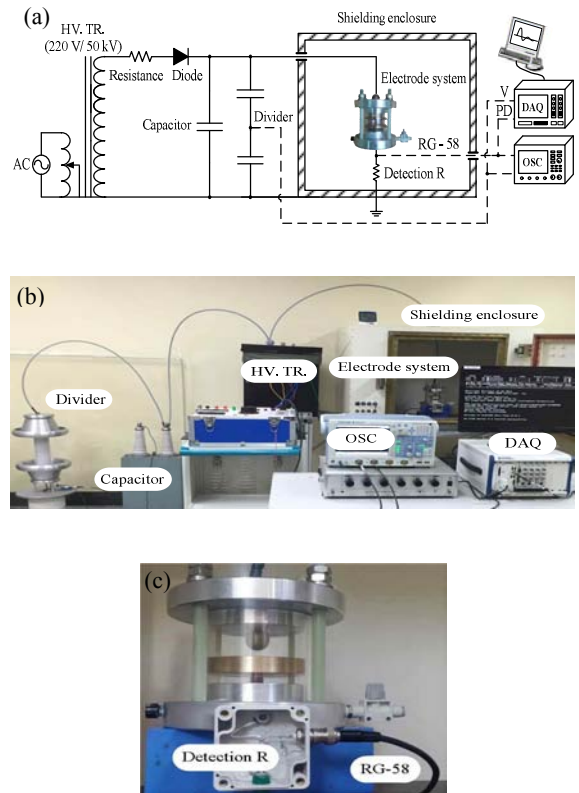 (a)
HV. TR.
(220 V/ 50 kV)
Shielding enclosure
Resistance
Diode
Electrode system
V
DAQ
PD
Capacitor
Divider
RG - 58
OSC
AC
Detection R
(b)
Shielding enclosure
HV. TR.
Electrode system
Divider
OSC
DAQ
Capacitor
(c)
Detection R
RG-58